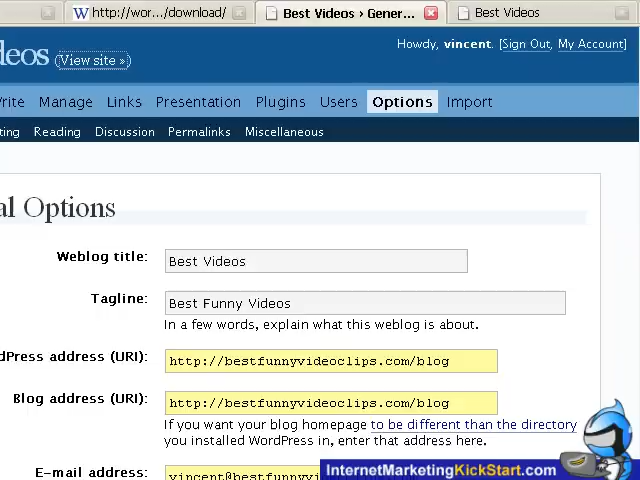 http://wor.../download/ Best Videos › Gener... Best Videos
Howdy, vincent. [Sign Out, My Account]
deos (View site »)
rite Manage Links Presentation Plugins Users Options Import
ting Reading Discussion Permalinks Miscellaneous
al Options
Weblog title: Best Videos
Tagline: Best Funny Videos
In a few words, explain what this weblog is about.
dPress address (URI): http://bestfunnyvideoclips.com/blog
Blog address (URI): http://bestfunnyvideoclips.com/blog
If you want your blog homepage to be different than the directory
you installed WordPress in, enter that address here.
E-mail address: vincent@bestfunnyvideoclips.com
InternetMarketingKickStart.com